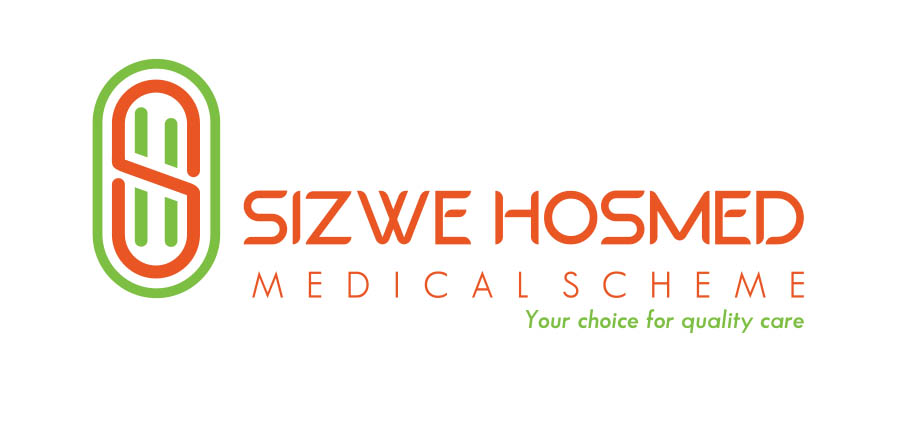 SIZWE HOSMED
MEDICAL SCHEME
Your choice for quality care